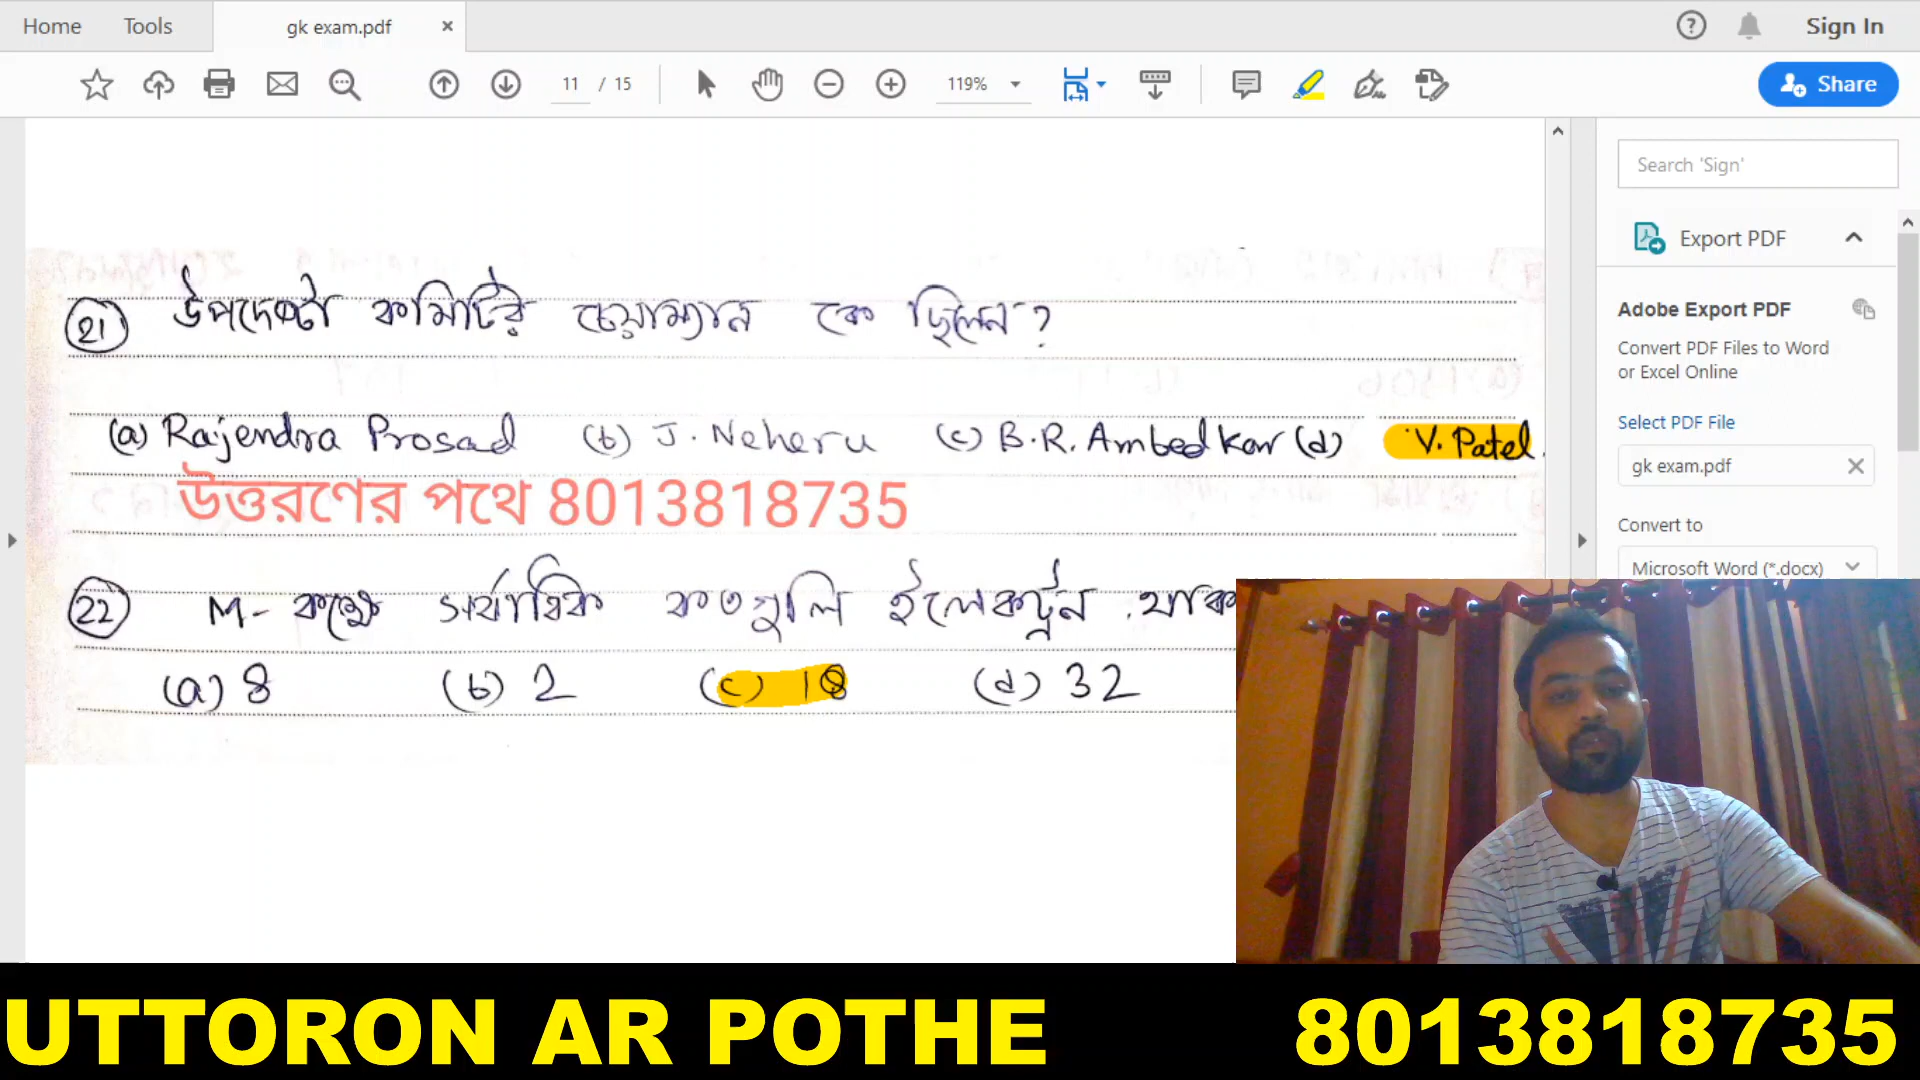 Home Tools gk exam.pdf × Sign In
11 / 15 119% Share
Search 'Sign'
Export PDF
Adobe Export PDF
Convert PDF Files to Word
or Excel Online
Select PDF File
gk exam.pdf
Convert to
Microsoft Word (*.docx)
(21) উপদেষ্টা কমিটির চেয়ারম্যান কে ছিলেন?
(a) Rajendra Prosad (b) J. Neheru (c) B.R. Ambedkar (d) V. Patel.
উত্তরণের পথে 8013818735
(22) M- কক্ষে সর্বাধিক কতগুলি ইলেকট্রন থাক
(a) 8 (b) 2 (c) 18 (d) 32
UTTORON AR POTHE 8013818735